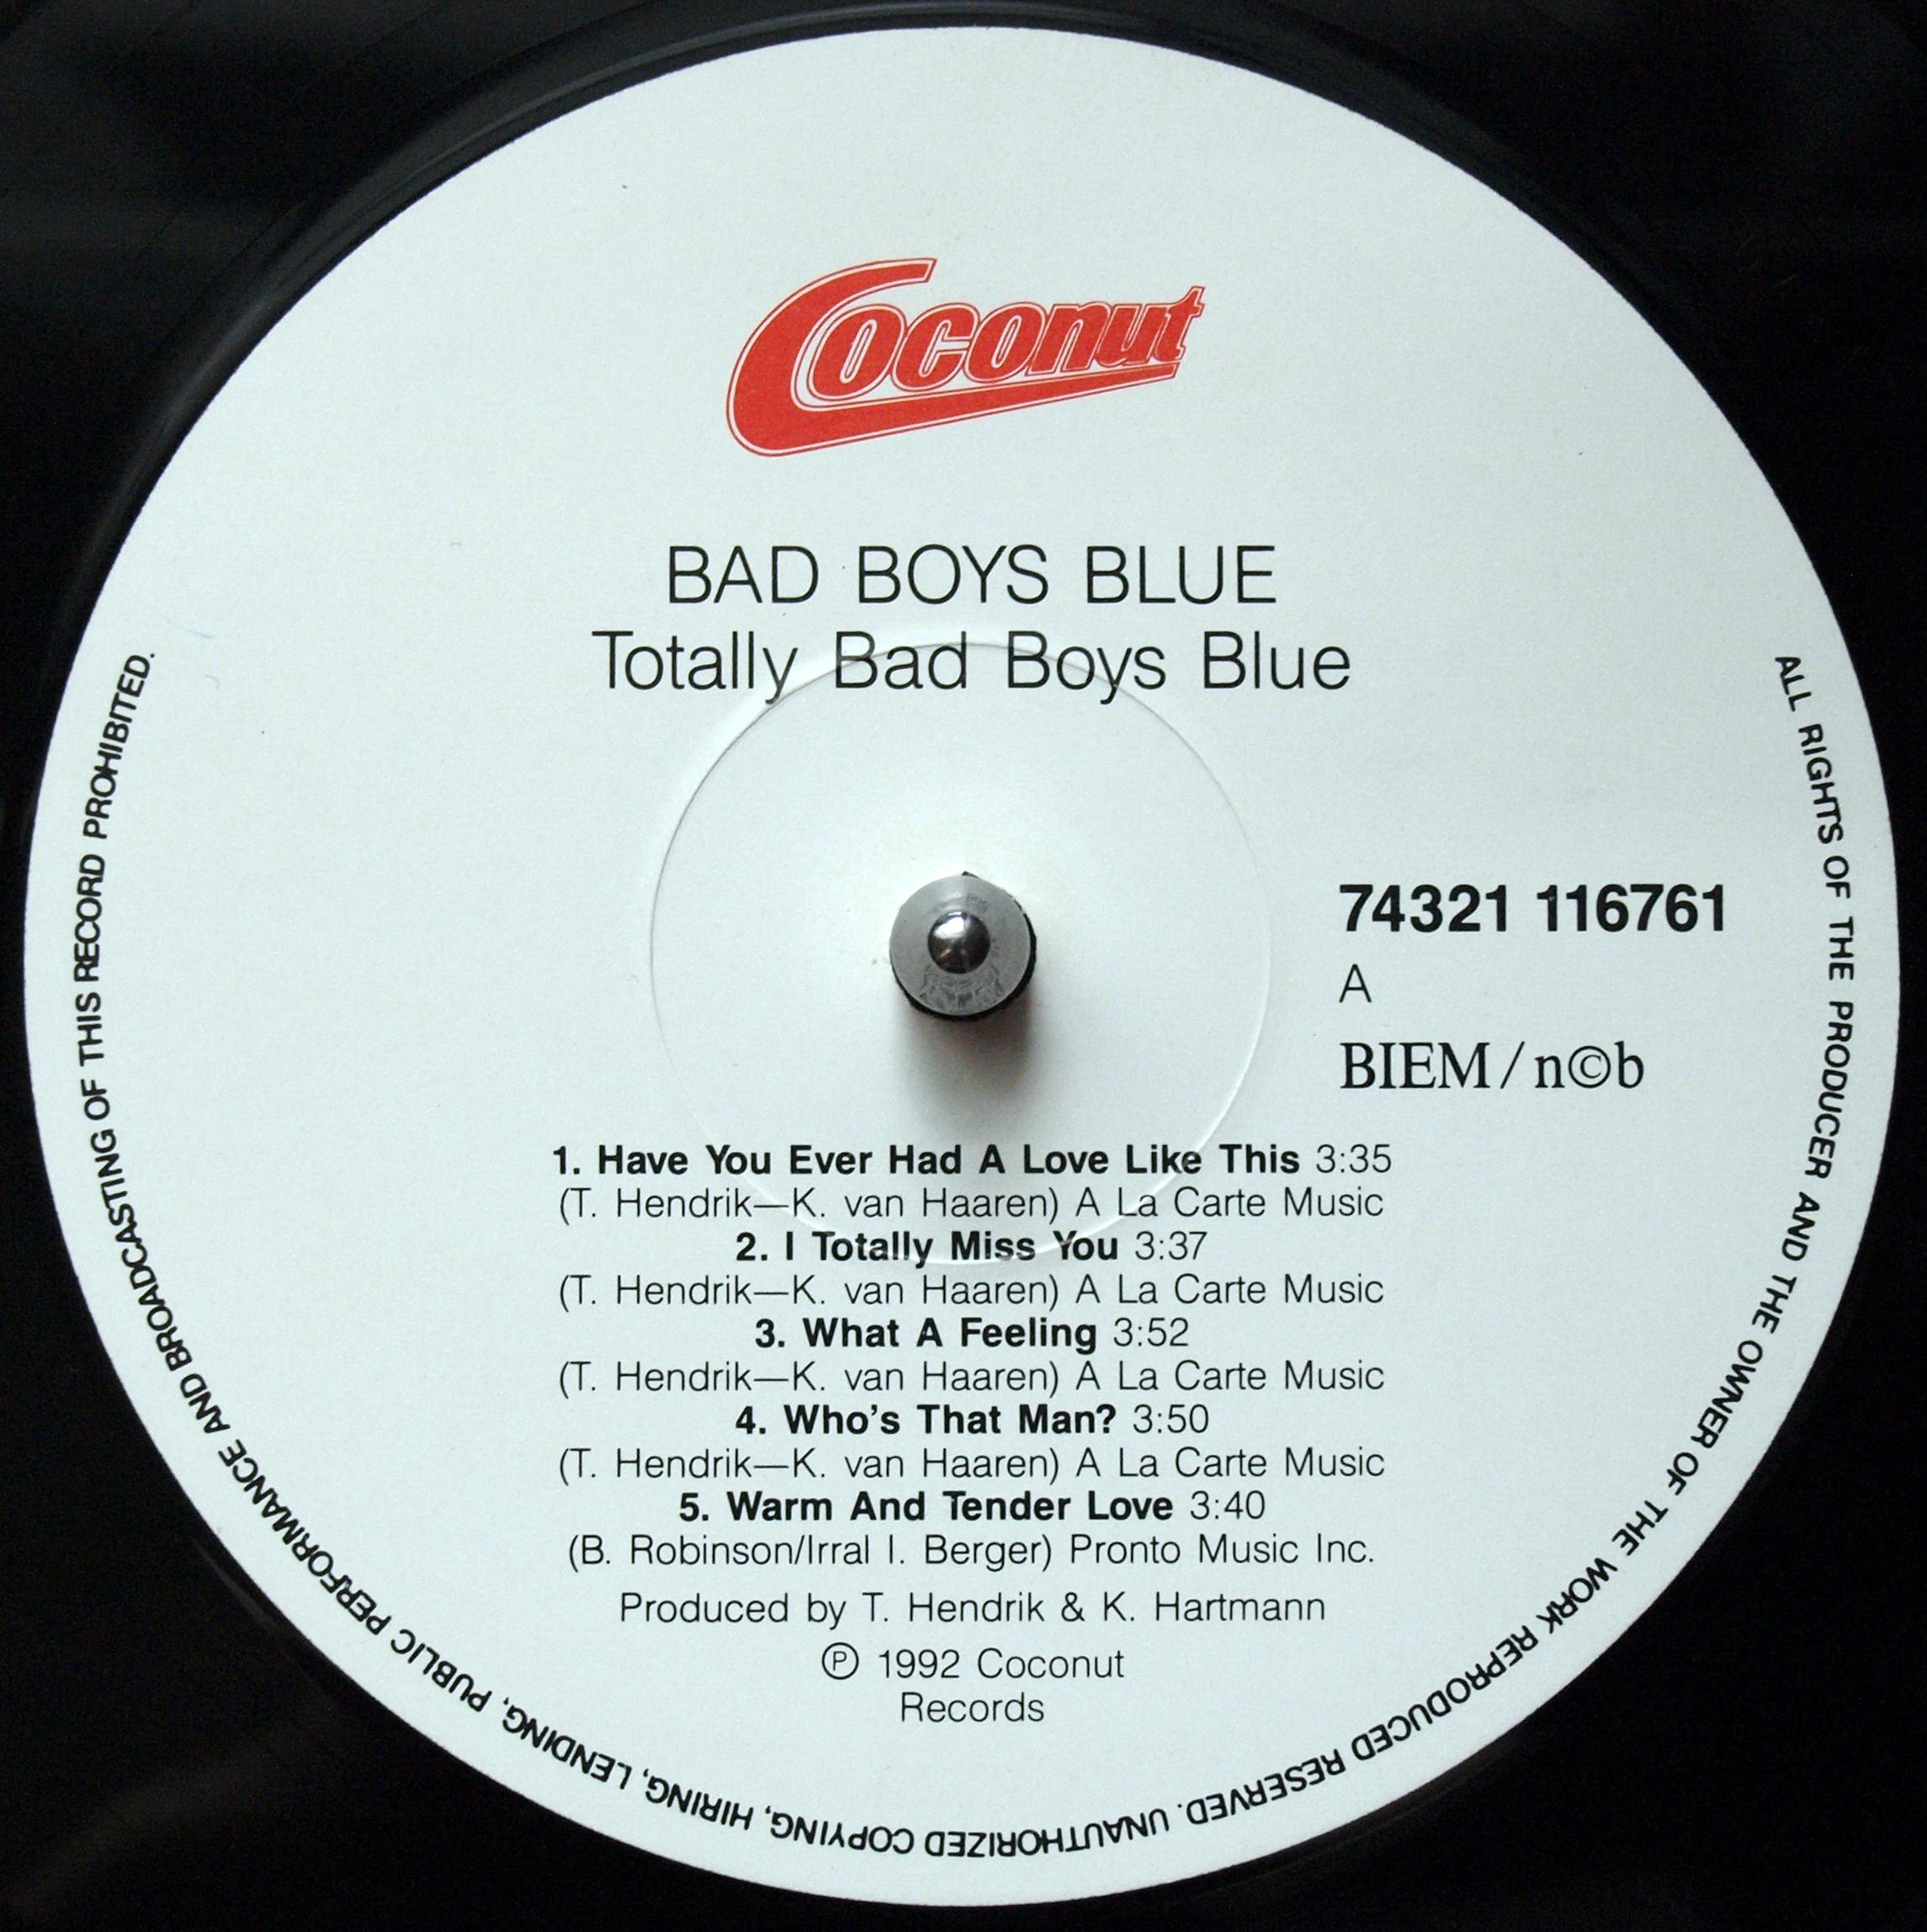 Coconut
BAD BOYS BLUE
Totally Bad Boys Blue
74321 116761
A
BIEM/n©b
1. Have You Ever Had A Love Like This 3:35
(T. Hendrik—K. van Haaren) A La Carte Music
2. I Totally Miss You 3:37
(T. Hendrik—K. van Haaren) A La Carte Music
3. What A Feeling 3:52
(T. Hendrik—K. van Haaren) A La Carte Music
4. Who's That Man? 3:50
(T. Hendrik—K. van Haaren) A La Carte Music
5. Warm And Tender Love 3:40
(B. Robinson/Irral I. Berger) Pronto Music Inc.
Produced by T. Hendrik & K. Hartmann
℗ 1992 Coconut
Records
ALL RIGHTS OF THE PRODUCER AND THE OWNER OF THE WORK REPRODUCED RESERVED. UNAUTHORIZED COPYING, HIRING, LENDING, PUBLIC PERFORMANCE AND BROADCASTING OF THIS RECORD PROHIBITED.